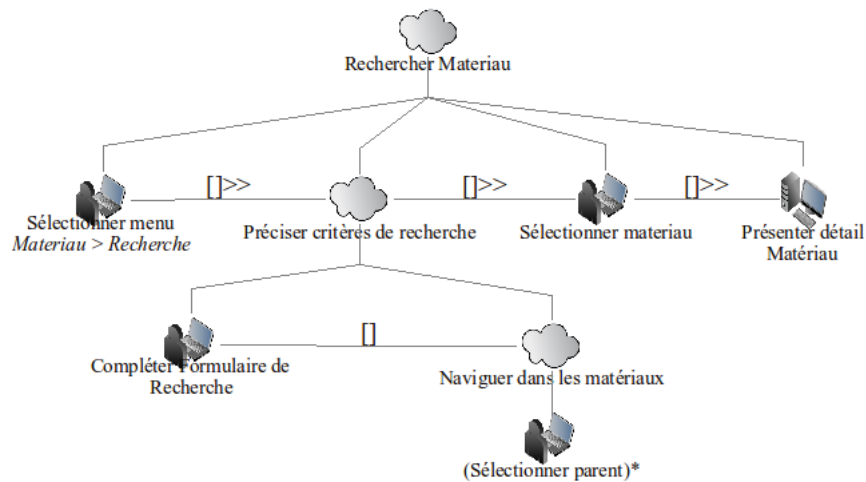 Rechercher Materiau
[]>>
[]>>
[]>>
Sélectionner menu
Materiau > Recherche
Préciser critères de recherche
Sélectionner materiau
Présenter détail
Matériau
[]
Compléter Formulaire de
Recherche
Naviguer dans les matériaux
(Sélectionner parent)*